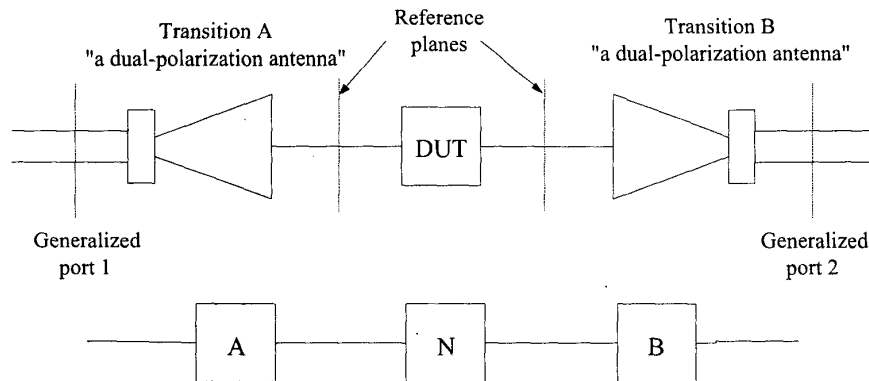 Transition A
"a dual-polarization antenna"
Reference
planes
Transition B
"a dual-polarization antenna"
DUT
Generalized
port 1
Generalized
port 2
A
N
B